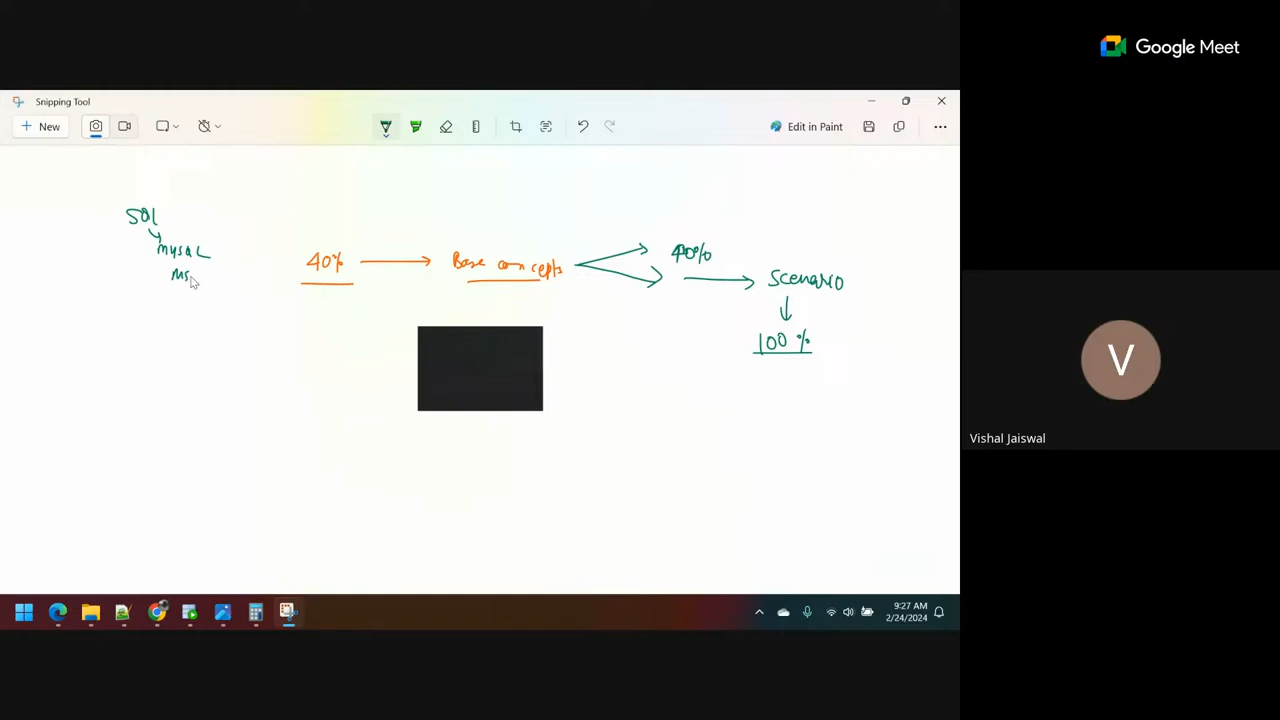 Google Meet
Snipping Tool
New
Edit in Paint
SQL
MySQL
MS
40%
Base concepts
40%
Scenario
100 %
V
Vishal Jaiswal
9:27 AM
2/24/2024